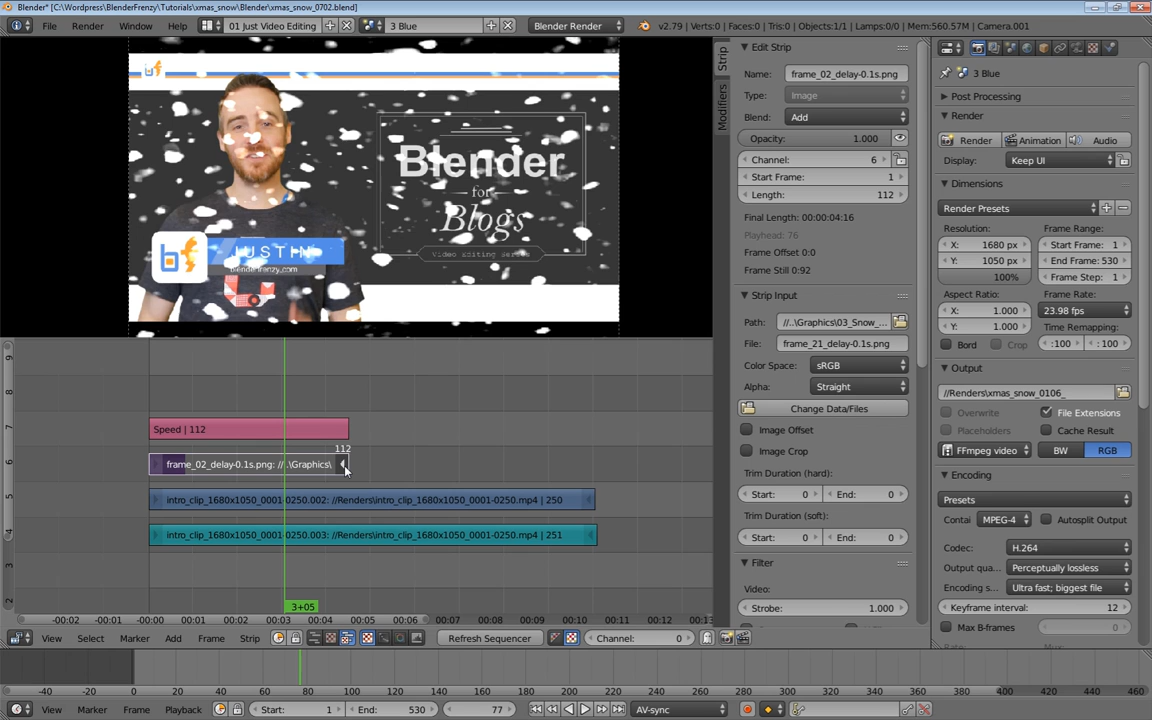 Blender* [C:\Wordpress\BlenderFrenzy\Tutorials\xmas_snow\Blender\xmas_snow_0702.blend]
File Render Window Help 01 Just Video Editing 3 Blue Blender Render v2.79 | Verts:0 | Faces:0 | Tris:0 | Objects:1/1 | Lamps:0/0 | Mem:560.57M | Camera.001
Blender
for
Blogs
Video Editing Series
bf
JUSTIN
blenderfrenzy.com
9
8
7
6
5
4
3
2
Speed | 112
112
frame_02_delay-0.1s.png: //..\Graphics\
intro_clip_1680x1050_0001-0250.002: //Renders\intro_clip_1680x1050_0001-0250.mp4 | 250
intro_clip_1680x1050_0001-0250.003: //Renders\intro_clip_1680x1050_0001-0250.mp4 | 251
3+05
-00:02 -00:01 -00:00 00:01 00:02 00:03 00:04 00:05 00:06 00:07 00:08 00:09 00:10 00:11 00:12 00:13
View Select Marker Add Frame Strip Refresh Sequencer Channel: 0
-40 -20 0 20 40 60 80 100 120 140 160 180 200 220 240 260 280 300 320 340 360 380 400 420 440 460
View Marker Frame Playback Start: 1 End: 530 77 AV-sync
Strip
Modifiers
Edit Strip
Name: frame_02_delay-0.1s.png
Type: Image
Blend: Add
Opacity: 1.000
Channel: 6
Start Frame: 1
Length: 112
Final Length: 00:00:04:16
Playhead: 76
Frame Offset 0:0
Frame Still 0:92
Strip Input
Path: //..\Graphics\03_Snow_...
File: frame_21_delay-0.1s.png
Color Space: sRGB
Alpha: Straight
Change Data/Files
Image Offset
Image Crop
Trim Duration (hard):
Start: 0 End: 0
Trim Duration (soft):
Start: 0 End: 0
Filter
Video:
Strobe: 1.000
3 Blue
Post Processing
Render
Render Animation Audio
Display: Keep UI
Dimensions
Render Presets
Resolution: Frame Range:
X: 1680 px Start Frame: 1
Y: 1050 px End Frame: 530
100% Frame Step: 1
Aspect Ratio: Frame Rate:
X: 1.000 23.98 fps
Y: 1.000 Time Remapping:
Bord Crop :100 : 100
Output
//Renders\xmas_snow_0106_
Overwrite File Extensions
Placeholders Cache Result
FFmpeg video BW RGB
Encoding
Presets
Contai MPEG-4 Autosplit Output
Codec: H.264
Output qua... Perceptually lossless
Encoding s... Ultra fast; biggest file
Keyframe interval: 12
Max B-frames 0